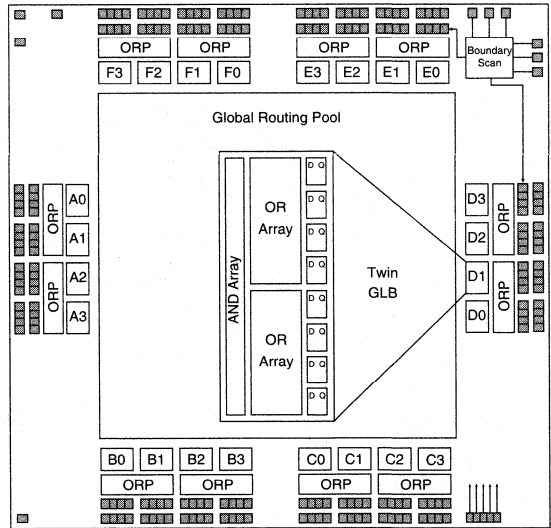 ORP ORP ORP ORP
F3 F2 F1 F0 E3 E2 E1 E0
Boundary
Scan
Global Routing Pool
A0
A1
ORP
A2
A3
ORP
AND Array
OR
Array
OR
Array
D Q
D Q
D Q
D Q
D Q
D Q
D Q
D Q
Twin
GLB
D3
D2
ORP
D1
D0
ORP
B0 B1 B2 B3 C0 C1 C2 C3
ORP ORP ORP ORP